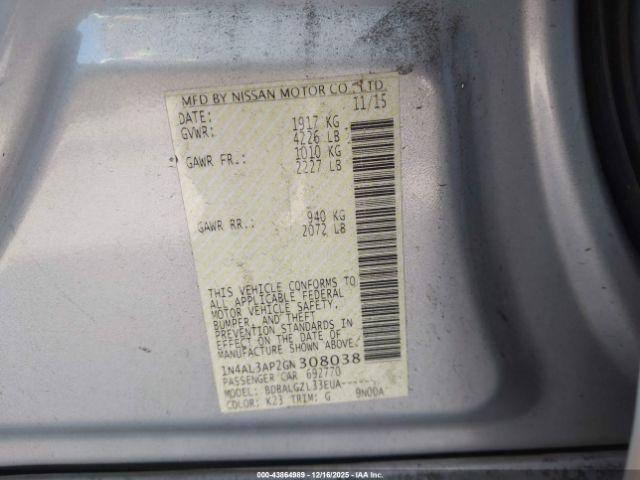 MFD BY NISSAN MOTOR CO.,LTD.
DATE: 11/15
GVWR: 1917 KG
4226 LB
GAWR FR.: 1010 KG
2227 LB
GAWR RR.: 940 KG
2072 LB
THIS VEHICLE CONFORMS TO
ALL APPLICABLE FEDERAL
MOTOR VEHICLE SAFETY,
BUMPER, AND THEFT
PREVENTION STANDARDS IN
EFFECT ON THE DATE OF
MANUFACTURE SHOWN ABOVE.
1N4AL3AP2GN308038
PASSENGER CAR 692770
MODEL: BDBALGZL33EUA------
COLOR: K23 TRIM: G 9N00A
00-43864989 - 12/16/2025 - IAA Inc.